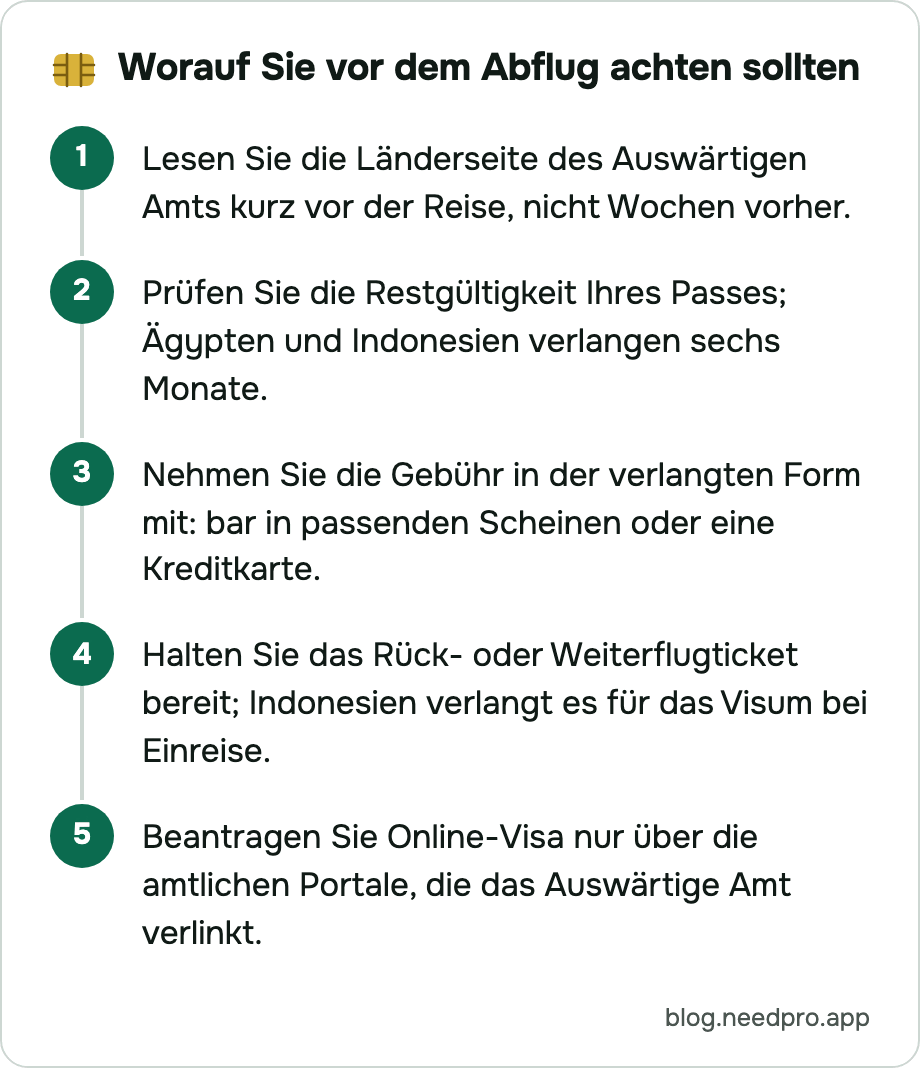 Worauf Sie vor dem Abflug achten sollten
1
Lesen Sie die Länderseite des Auswärtigen
Amts kurz vor der Reise, nicht Wochen vorher.
2
Prüfen Sie die Restgültigkeit Ihres Passes;
Ägypten und Indonesien verlangen sechs
Monate.
3
Nehmen Sie die Gebühr in der verlangten Form
mit: bar in passenden Scheinen oder eine
Kreditkarte.
4
Halten Sie das Rück- oder Weiterflugticket
bereit; Indonesien verlangt es für das Visum bei
Einreise.
5
Beantragen Sie Online-Visa nur über die
amtlichen Portale, die das Auswärtige Amt
verlinkt.
blog.needpro.app